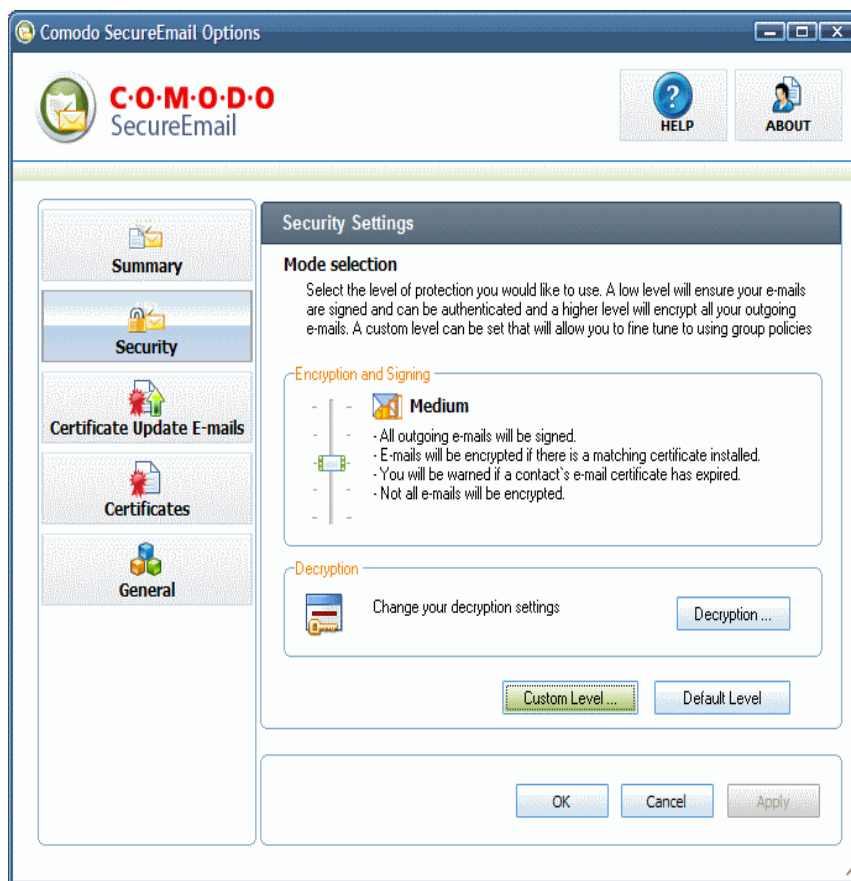 Comodo SecureEmail Options
C·O·M·O·D·O
SecureEmail
HELP
ABOUT
Summary
Security
Certificate Update E-mails
Certificates
General
Security Settings
Mode selection
Select the level of protection you would like to use. A low level will ensure your e-mails
are signed and can be authenticated and a higher level will encrypt all your outgoing
e-mails. A custom level can be set that will allow you to fine tune to using group policies
Encryption and Signing
Medium
- All outgoing e-mails will be signed.
- E-mails will be encrypted if there is a matching certificate installed.
- You will be warned if a contact`s e-mail certificate has expired.
- Not all e-mails will be encrypted.
Decryption
Change your decryption settings
Decryption ...
Custom Level ...
Default Level
OK
Cancel
Apply